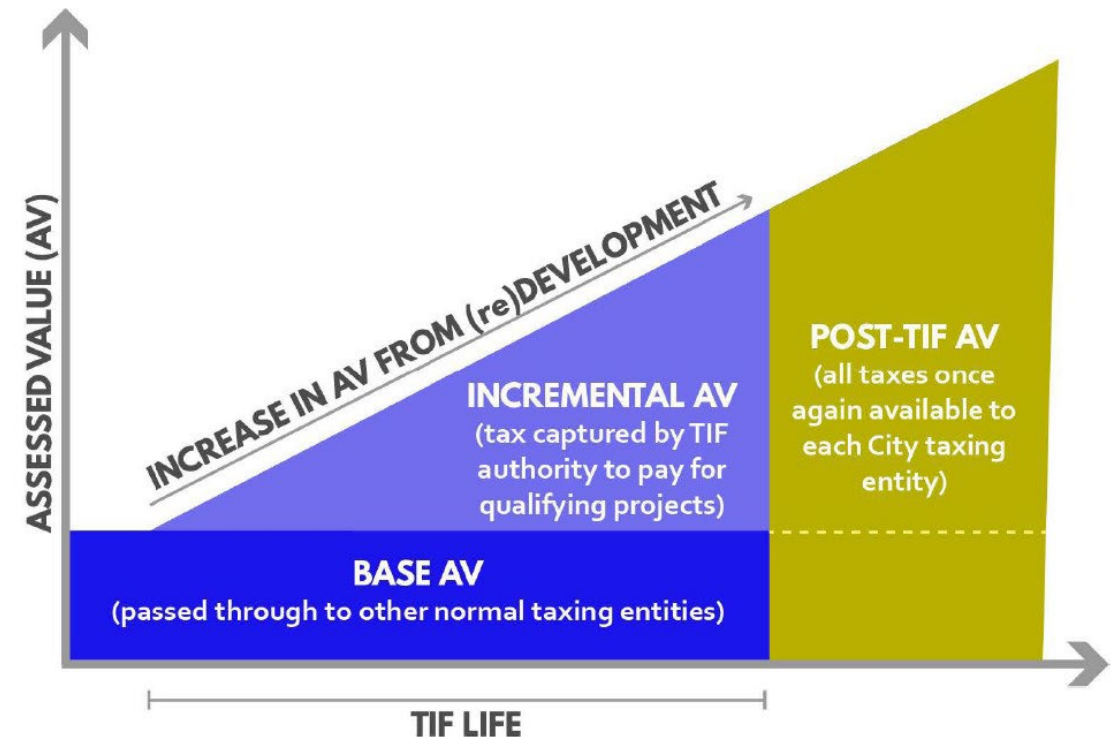 ASSESSED VALUE (AV)
INCREASE IN AV FROM (re)DEVELOPMENT
INCREMENTAL AV
(tax captured by TIF
authority to pay for
qualifying projects)
POST-TIF AV
(all taxes once
again available to
each City taxing
entity)
BASE AV
(passed through to other normal taxing entities)
TIF LIFE